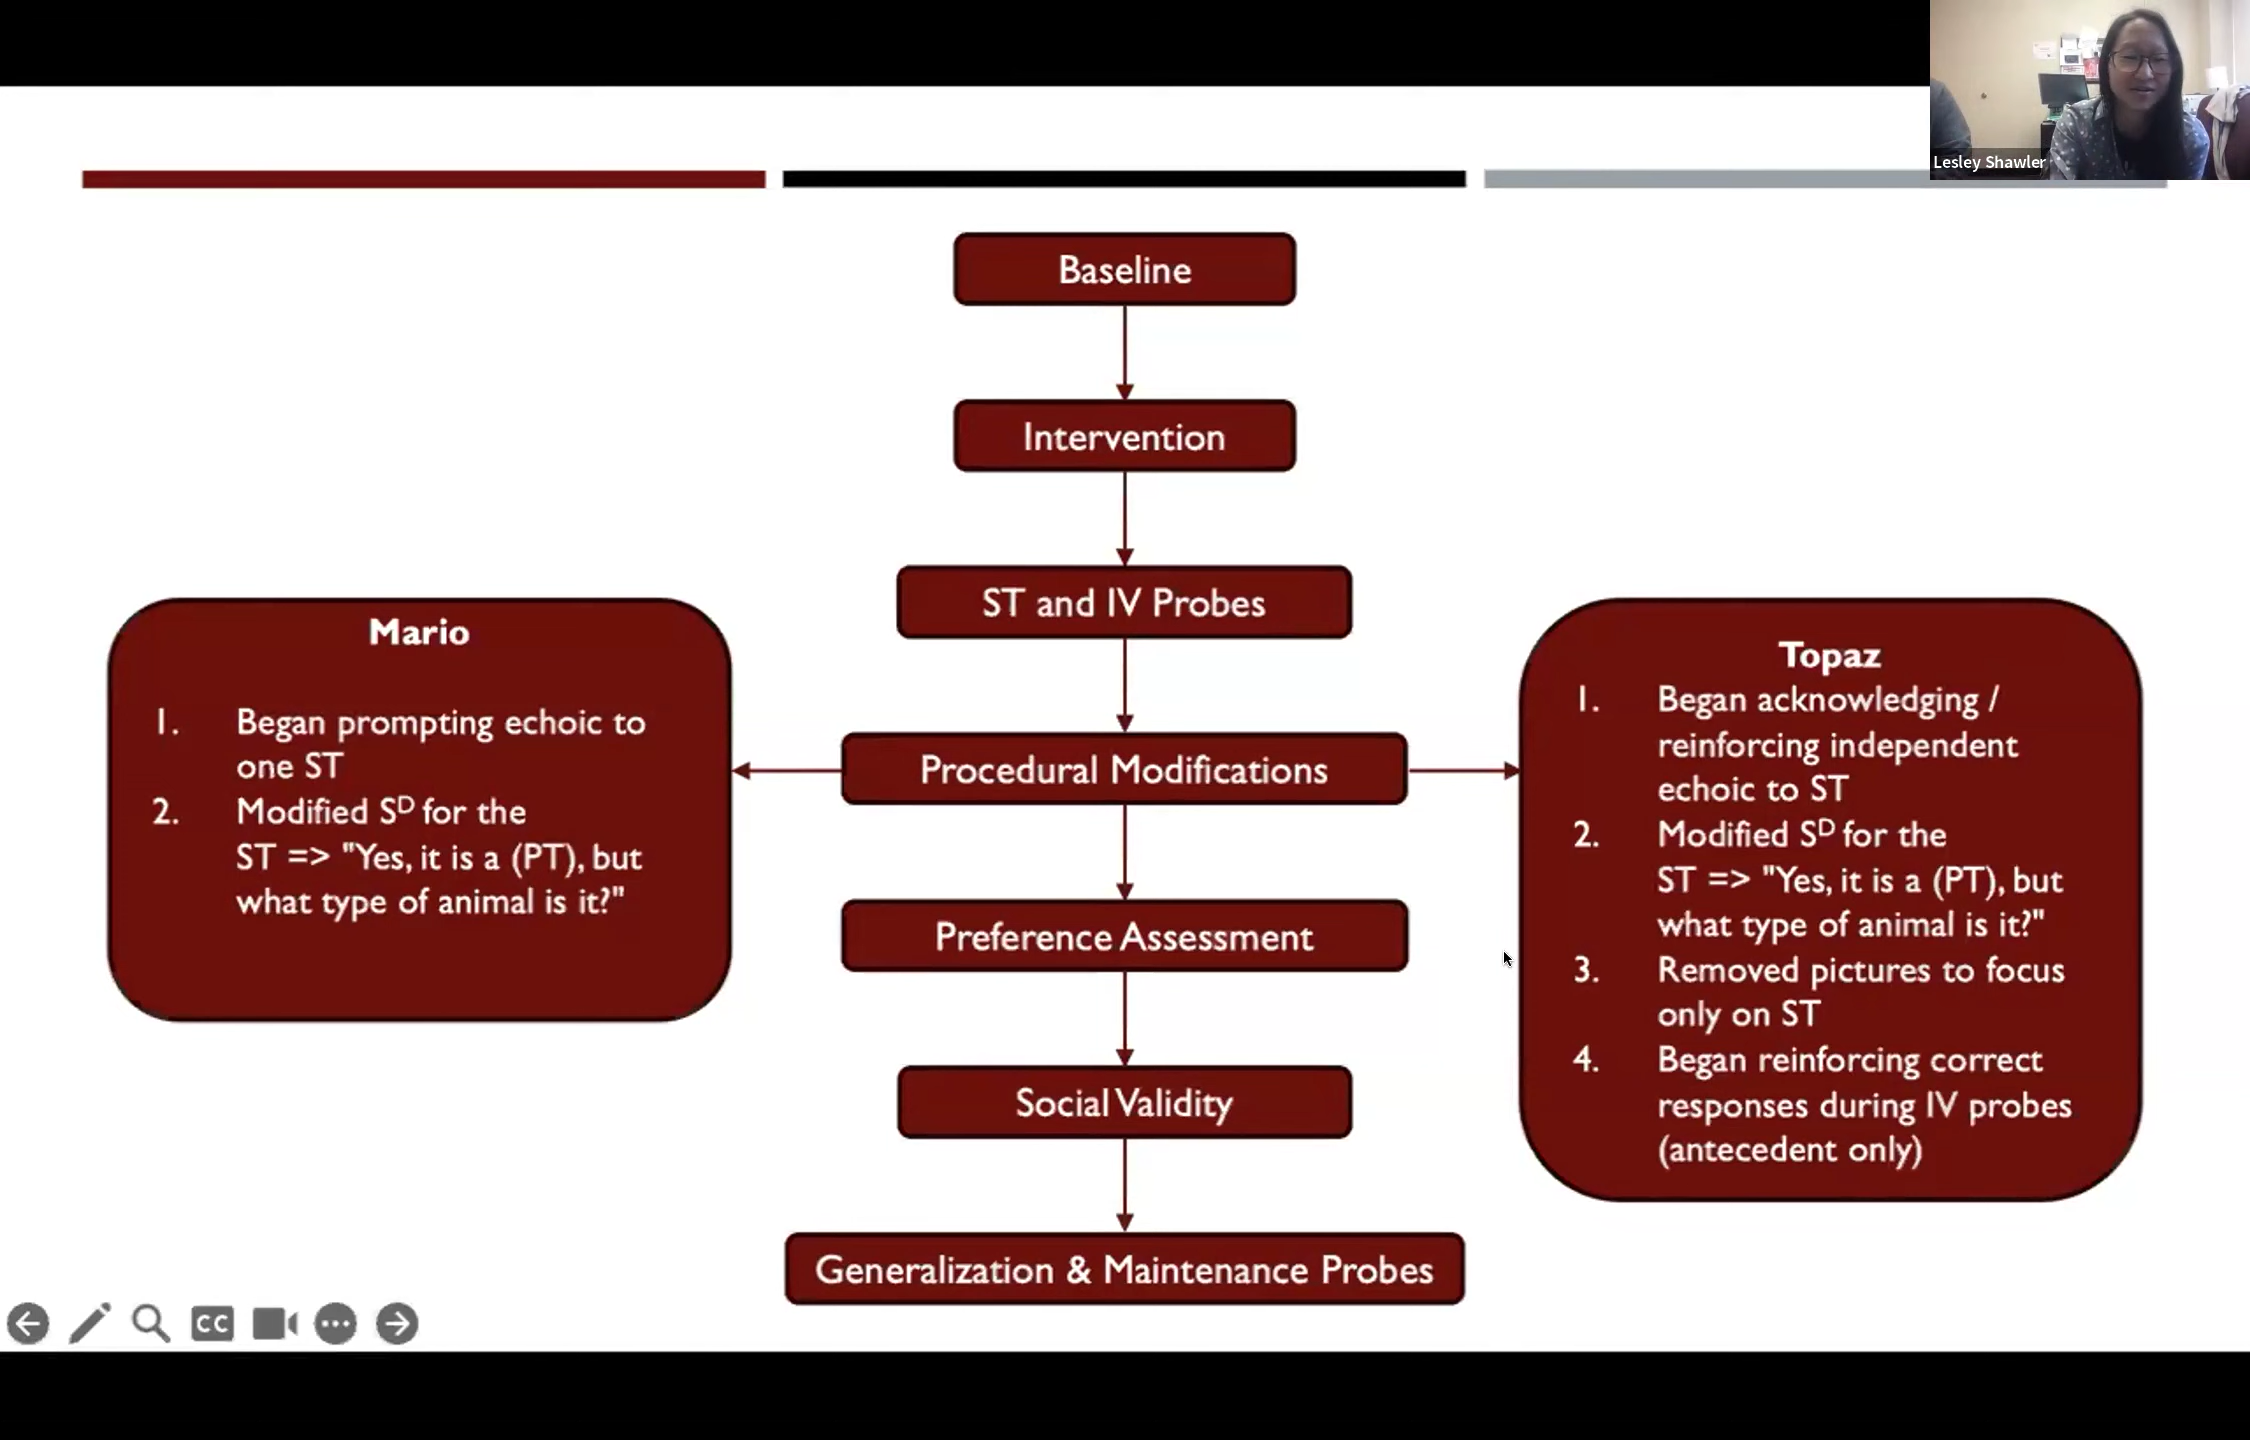 Lesley Shawler
Baseline
Intervention
ST and IV Probes
Procedural Modifications
Preference Assessment
Social Validity
Generalization & Maintenance Probes
Mario
1. Began prompting echoic to
one ST
2. Modified Sᴰ for the
ST => "Yes, it is a (PT), but
what type of animal is it?"
Topaz
1. Began acknowledging /
reinforcing independent
echoic to ST
2. Modified Sᴰ for the
ST => "Yes, it is a (PT), but
what type of animal is it?"
3. Removed pictures to focus
only on ST
4. Began reinforcing correct
responses during IV probes
(antecedent only)
CC